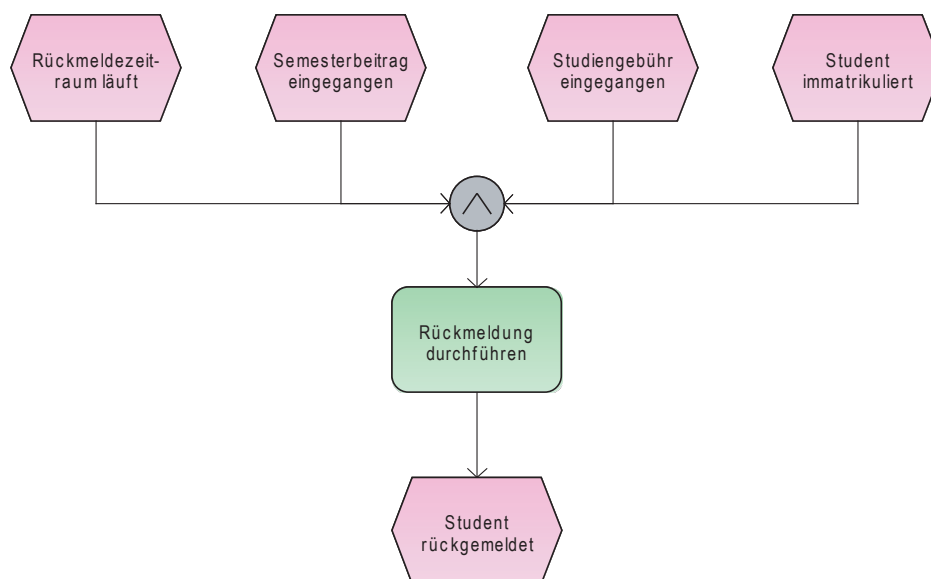 Rückmeldezeit-
raum läuft
Semesterbeitrag
eingegangen
Studiengebühr
eingegangen
Student
immatrikuliert
Rückmeldung
durchführen
Student
rückgemeldet